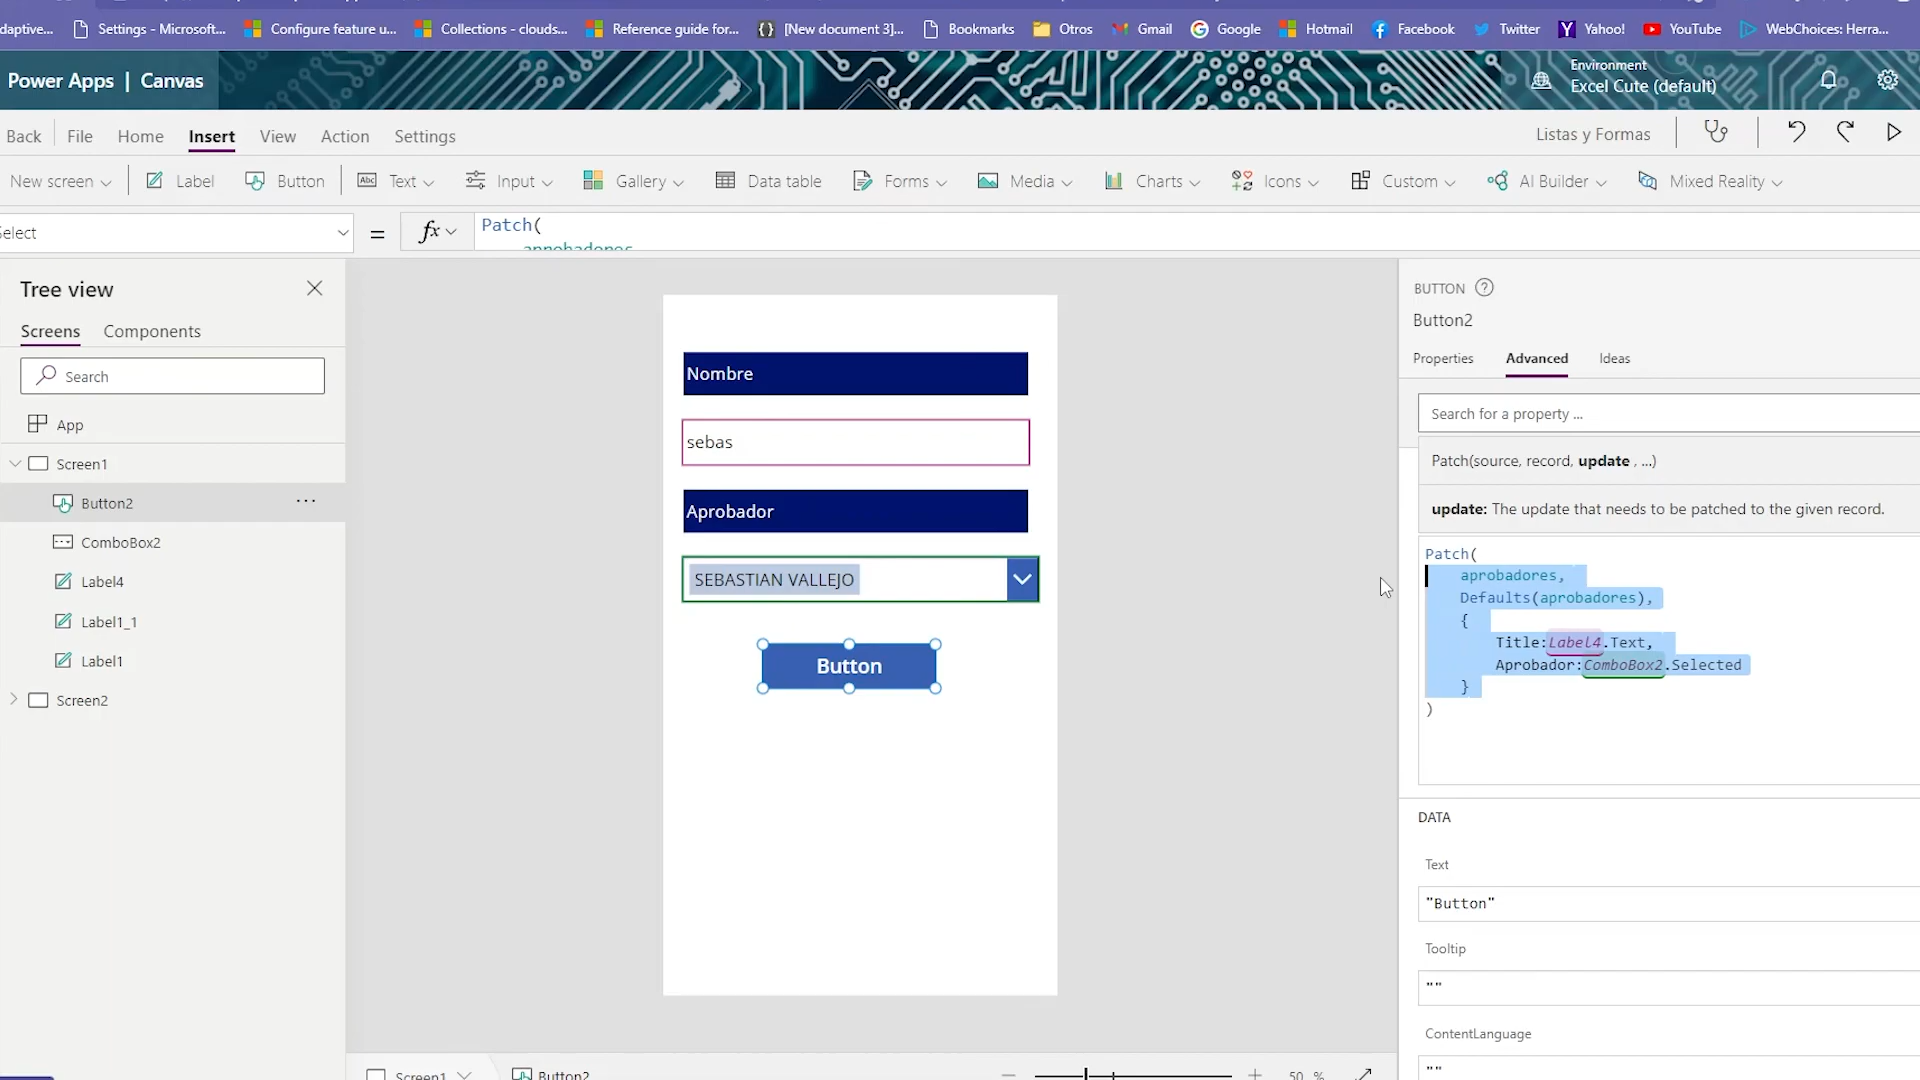 daptive...
Settings - Microsoft...
Configure feature u...
Collections - clouds...
Reference guide for...
[New document 3]...
Bookmarks
Otros
Gmail
Google
Hotmail
Facebook
Twitter
Yahoo!
YouTube
WebChoices: Herra...
Power Apps | Canvas
Environment
Excel Cute (default)
Back File Home Insert View Action Settings
Listas y Formas
New screen Label Button Text Input Gallery Data table Forms Media Charts Icons Custom AI Builder Mixed Reality
elect = fx Patch(
aprobadores
Tree view
Screens Components
Search
App
Screen1
Button2 ...
ComboBox2
Label4
Label1_1
Label1
Screen2
Nombre
sebas
Aprobador
SEBASTIAN VALLEJO
Button
BUTTON ?
Button2
Properties Advanced Ideas
Search for a property ...
Patch(source, record, update , ...)
update: The update that needs to be patched to the given record.
Patch(
aprobadores,
Defaults(aprobadores),
{
Title:Label4.Text,
Aprobador:ComboBox2.Selected
}
)
DATA
Text
"Button"
Tooltip
""
ContentLanguage
""
Screen1 Button2
50 %